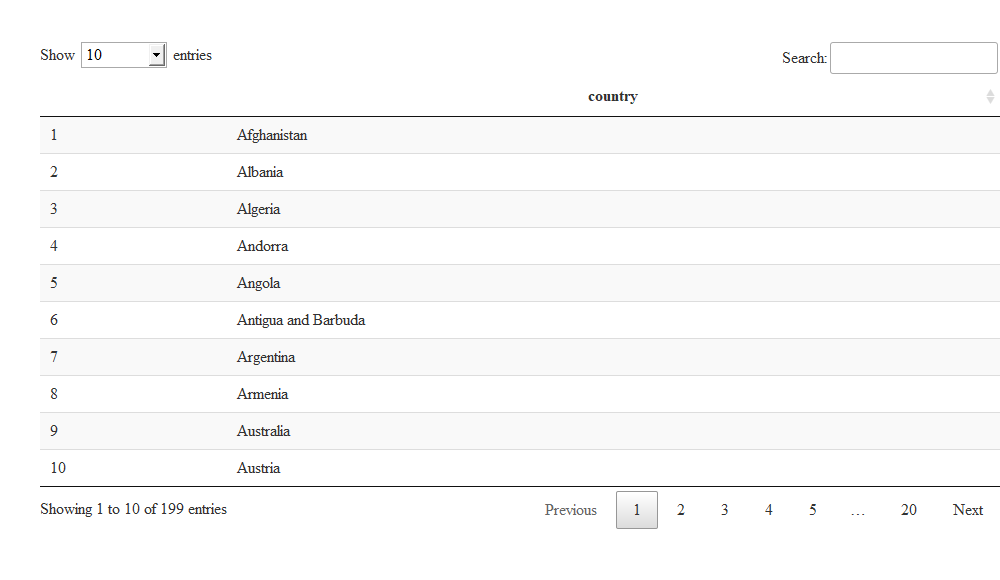 Show 10 entries Search:
country
1 Afghanistan
2 Albania
3 Algeria
4 Andorra
5 Angola
6 Antigua and Barbuda
7 Argentina
8 Armenia
9 Australia
10 Austria
Showing 1 to 10 of 199 entries Previous 1 2 3 4 5 … 20 Next